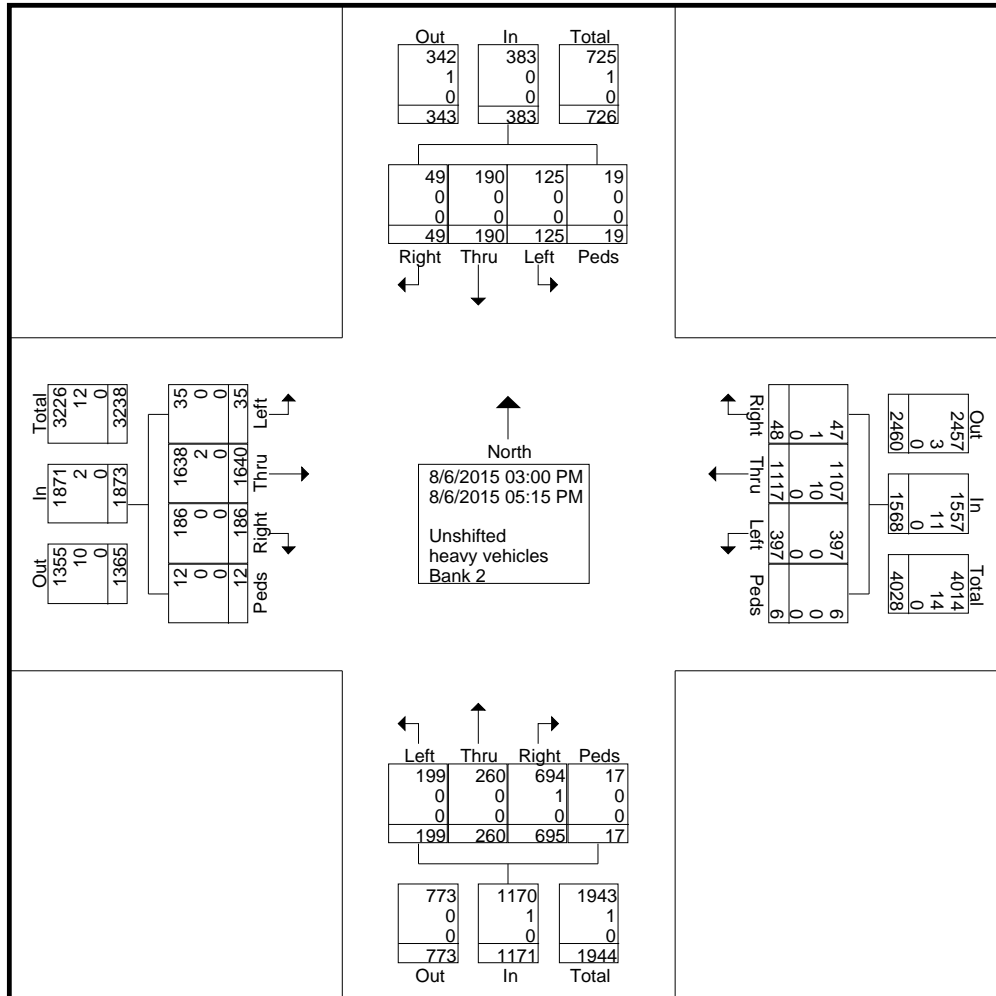 Out In Total
342 383 725
1 0 1
0 0 0
343 383 726
49 190 125 19
0 0 0 0
0 0 0 0
49 190 125 19
Right Thru Left Peds
Total
3226
12
0
3238
In
1871
2
0
1873
Out
1355
10
0
1365
35
0
0
35
Left
1638
2
0
1640
Thru
186
0
0
186
Right
12
0
0
12
Peds
North
8/6/2015 03:00 PM
8/6/2015 05:15 PM
Unshifted
heavy vehicles
Bank 2
Right
47
1
0
48
Thru
1107
10
0
1117
Left
397
0
0
397
Peds
6
0
0
6
Out
2457
3
0
2460
In
1557
11
0
1568
Total
4014
14
0
4028
Left Thru Right Peds
199 260 694 17
0 0 1 0
0 0 0 0
199 260 695 17
773 1170 1943
0 1 1
0 0 0
773 1171 1944
Out In Total